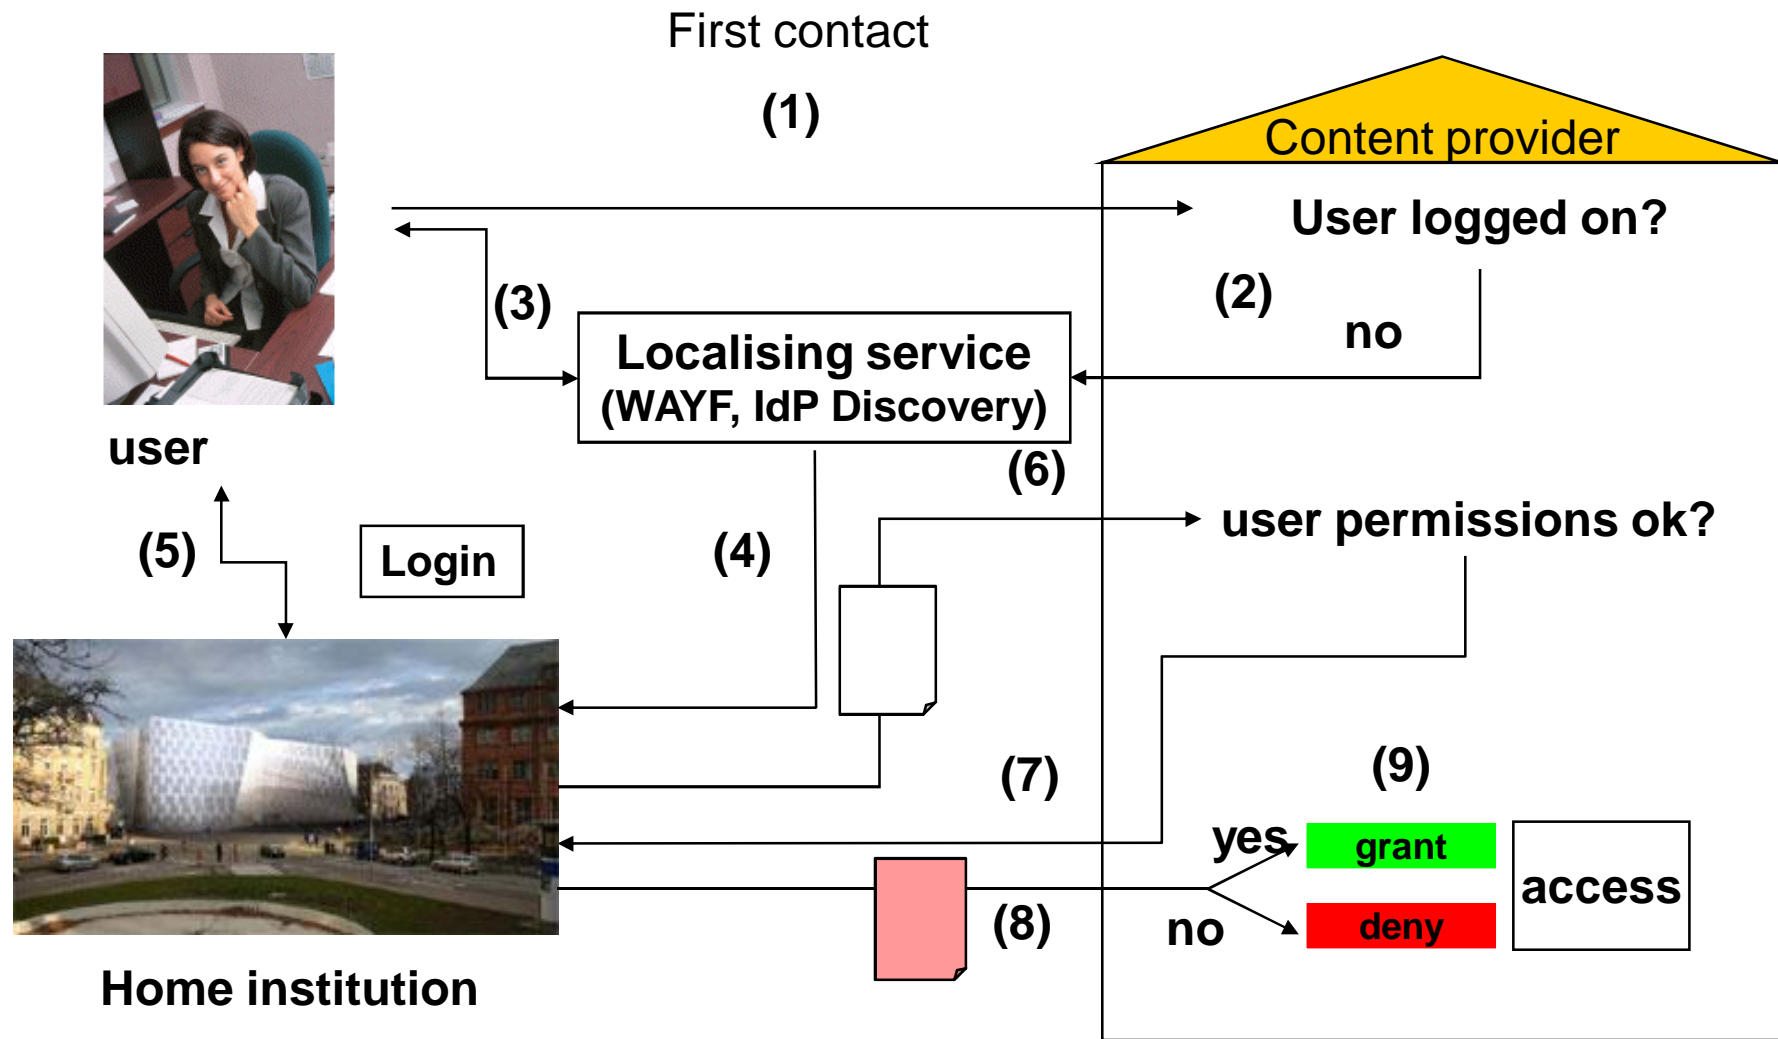 First contact
(1)
Content provider
User logged on?
(2)
no
(3)
Localising service
(WAYF, IdP Discovery)
user
(6)
user permissions ok?
(5)
Login
(4)
(7)
(9)
yes
grant
access
(8)
no
deny
Home institution